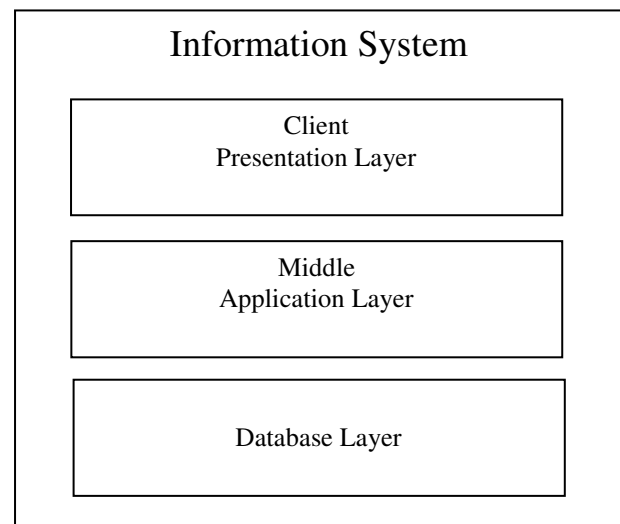 Information System
Client
Presentation Layer
Middle
Application Layer
Database Layer